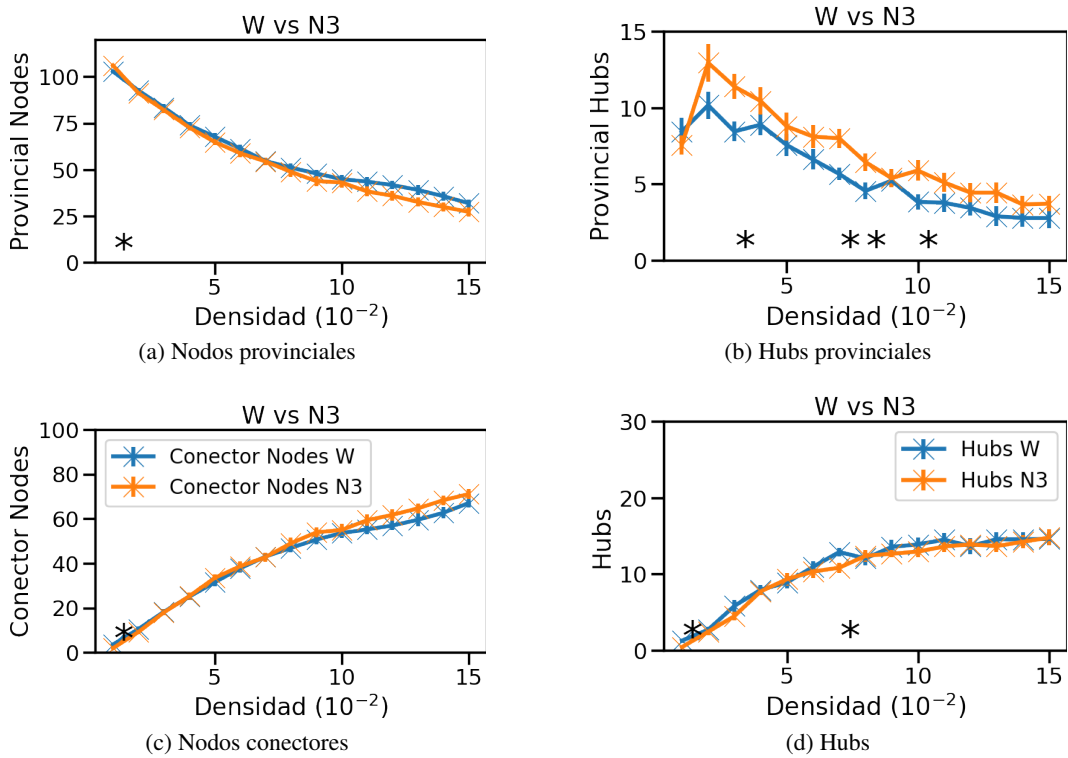 W vs N3
Provincial Nodes
100
75
50
25
0
*
5
10
15
Densidad (10⁻²)
(a) Nodos provinciales
W vs N3
Provincial Hubs
15
10
5
0
* * * *
5
10
15
Densidad (10⁻²)
(b) Hubs provinciales
W vs N3
Conector Nodes
100
80
60
40
20
0
Conector Nodes W
Conector Nodes N3
*
5
10
15
Densidad (10⁻²)
(c) Nodos conectores
W vs N3
Hubs
30
20
10
0
Hubs W
Hubs N3
* *
5
10
15
Densidad (10⁻²)
(d) Hubs